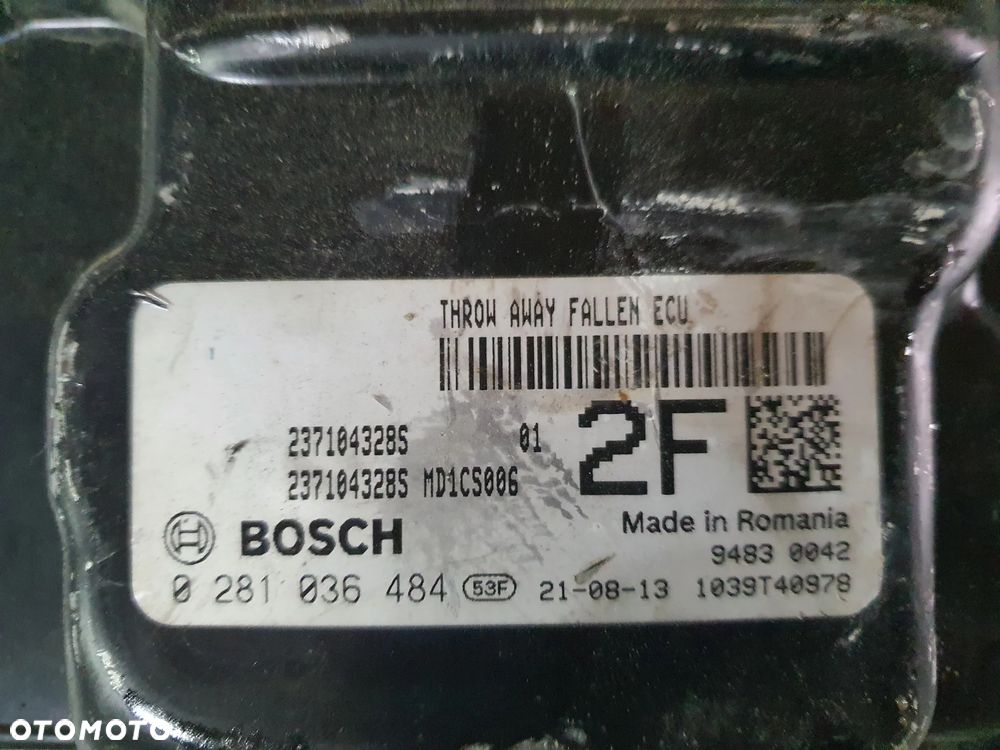 THROW AWAY FALLEN ECU
237104328S 01 2F
237104328S MD1CS006
BOSCH Made in Romania
9483 0042
0 281 036 484 53F 21-08-13 1039T40978
OTOMOTO